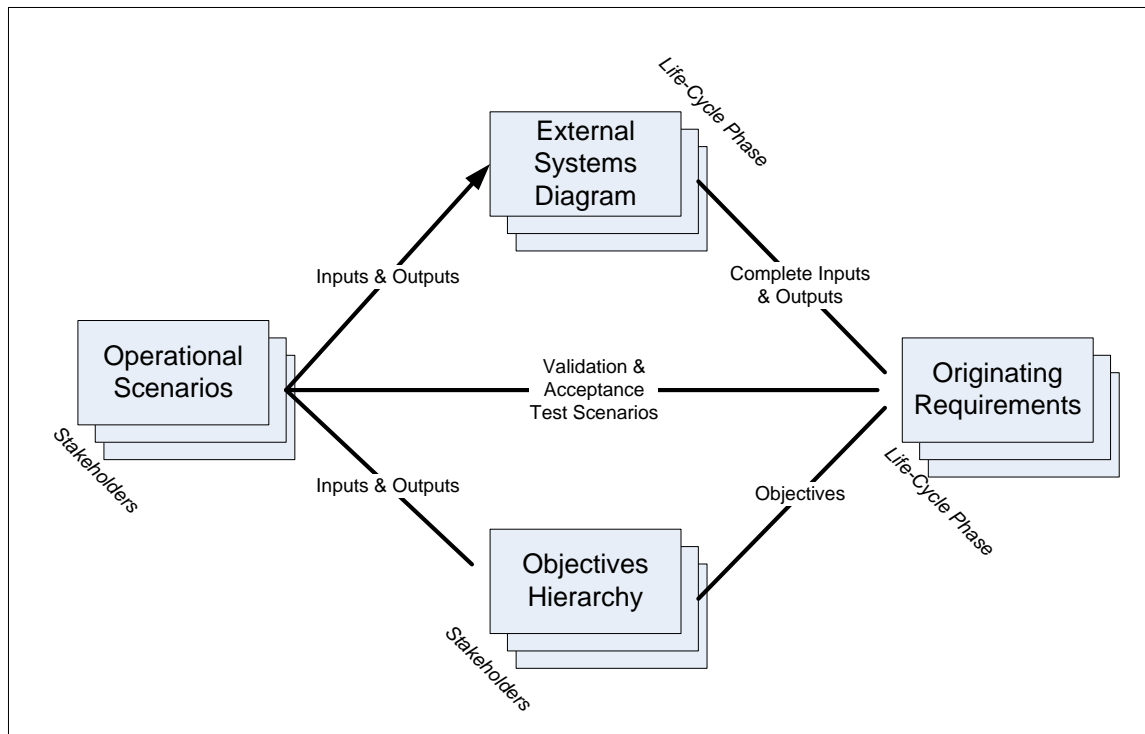 Life-Cycle Phase
External
Systems
Diagram
Inputs & Outputs
Complete Inputs
& Outputs
Operational
Scenarios
Stakeholders
Validation &
Acceptance
Test Scenarios
Originating
Requirements
Life-Cycle Phase
Inputs & Outputs
Objectives
Objectives
Hierarchy
Stakeholders